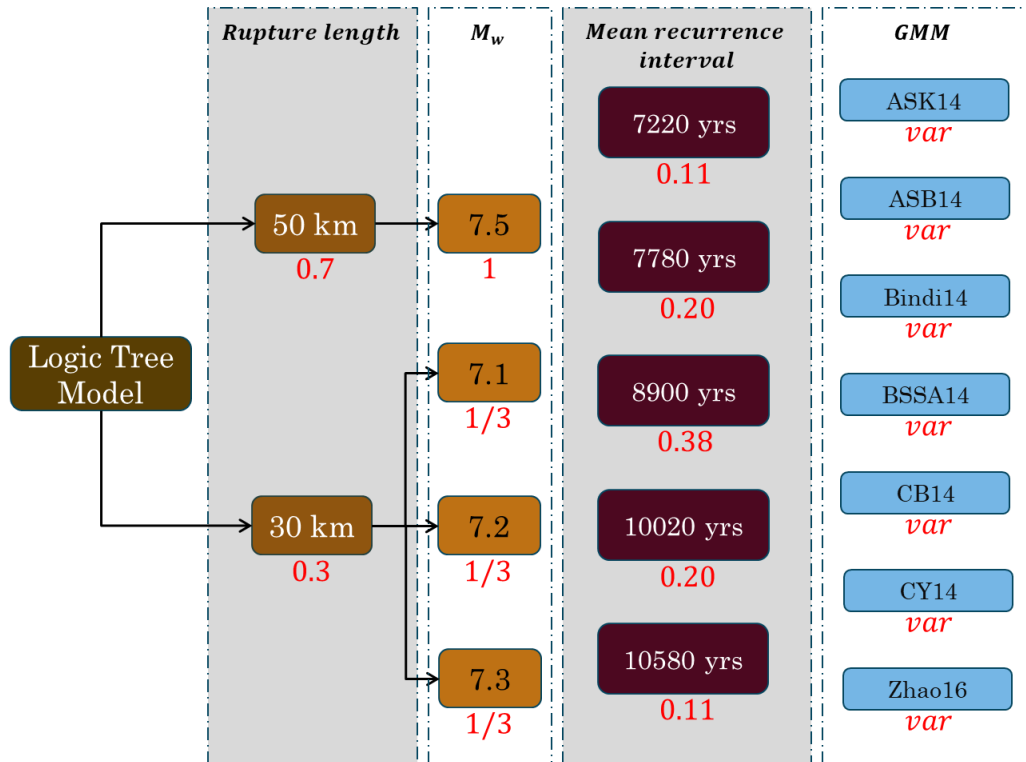 Rupture length
M_w
Mean recurrence
interval
GMM
Logic Tree
Model
50 km
0.7
30 km
0.3
7.5
1
7.1
1/3
7.2
1/3
7.3
1/3
7220 yrs
0.11
7780 yrs
0.20
8900 yrs
0.38
10020 yrs
0.20
10580 yrs
0.11
ASK14
var
ASB14
var
Bindi14
var
BSSA14
var
CB14
var
CY14
var
Zhao16
var